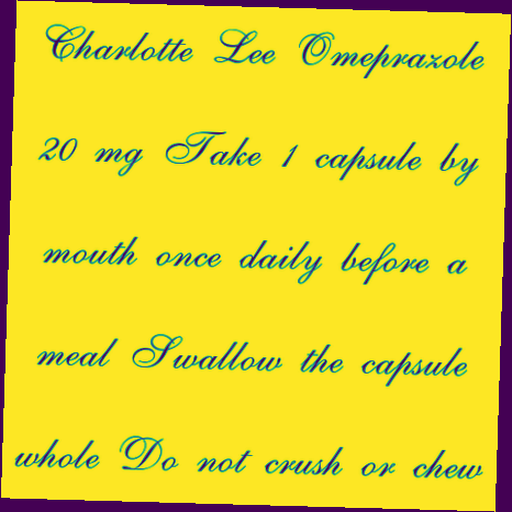 Charlotte Lee Omeprazole
20 mg Take 1 capsule by
mouth once daily before a
meal Swallow the capsule
whole Do not crush or chew